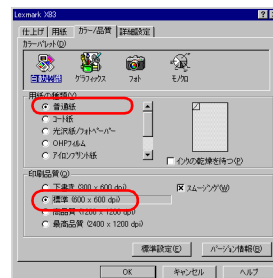 Lexmark X83
仕上げ 用紙 カラー/品質 詳細設定
カラーパレット(O)
自動検出 グラフィックス フォト モノクロ
用紙の種類(Y)
普通紙
コート紙
光沢紙/フォトペーパー
OHPフィルム
アイロンプリント紙
インクの乾燥を待つ(P)
印刷品質(Q)
下書き (300 x 600 dpi)
スムージング(W)
標準 (600 x 600 dpi)
高品質 (1200 x 1200 dpi)
最高品質 (2400 x 1200 dpi)
標準設定(E) バージョン情報(B)
OK キャンセル ヘルプ